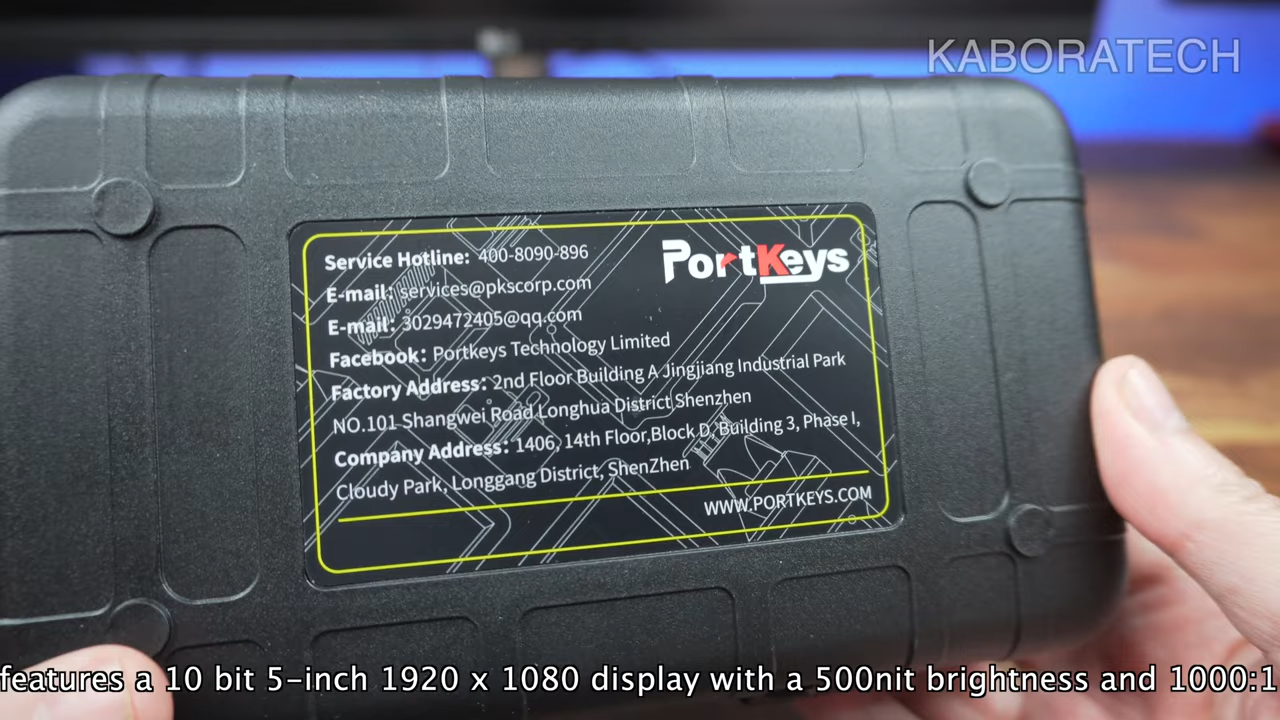 KABORATECH
PortKeys
Service Hotline: 400-8090-896
E-mail: services@pkscorp.com
E-mail: 3029472405@qq.com
Facebook: Portkeys Technology Limited
Factory Address: 2nd Floor Building A Jingjiang Industrial Park
NO.101 Shangwei Road Longhua District Shenzhen
Company Address: 1406, 14th Floor,Block D, Building 3, Phase I,
Cloudy Park, Longgang District, ShenZhen
WWW.PORTKEYS.COM
features a 10 bit 5-inch 1920 x 1080 display with a 500nit brightness and 1000:1